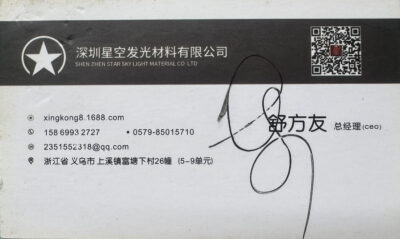 深圳星空发光材料有限公司
SHEN ZHEN STAR SKY LIGHT MATERIAL CO LTD
xingkong8.1688.com
158 6993 2727 • 0579-85015710
舒方友 总经理(CEO)
2351552318@qq.com
浙江省 义乌市 上溪镇富塘下村26幢 (5-9单元)